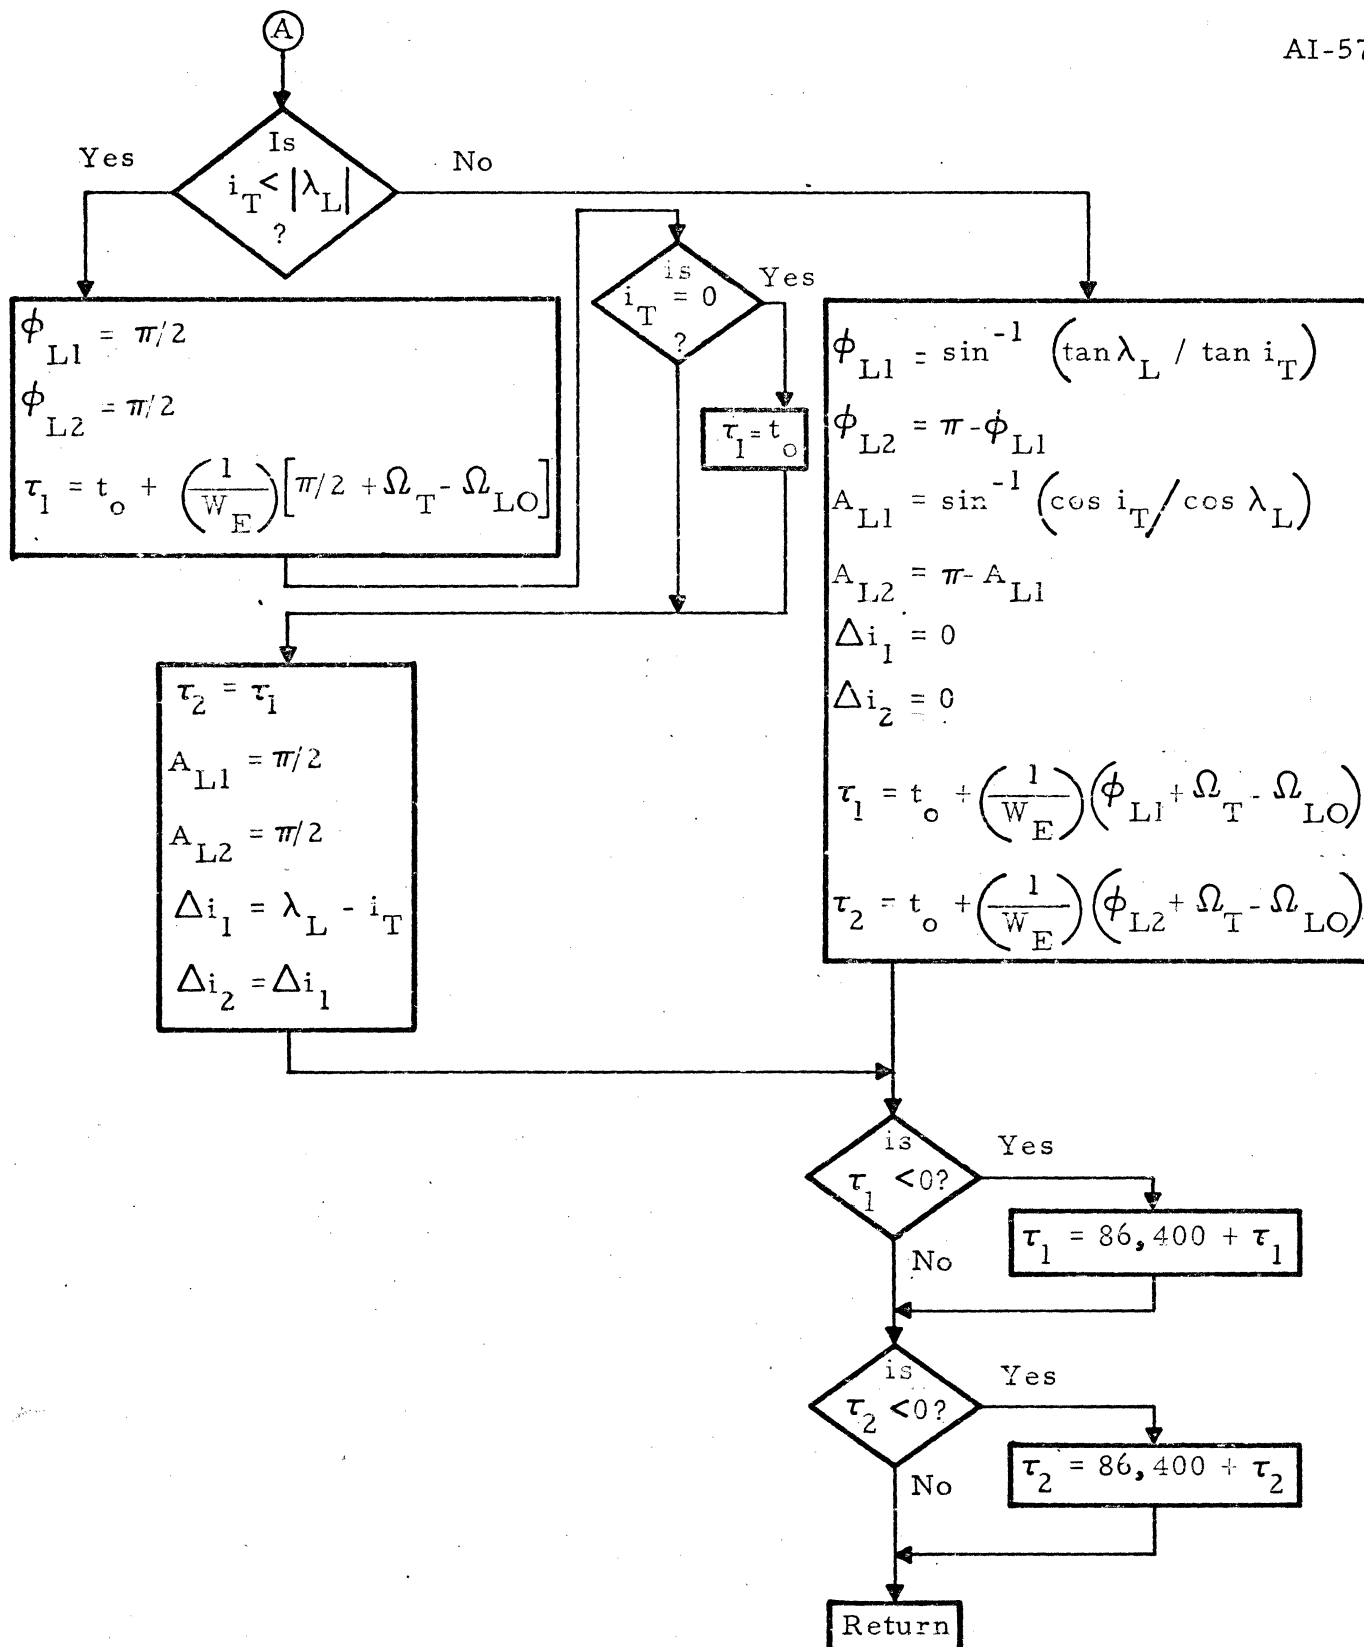 AI-57
A
Is
i_T < |λ_L|
?
Yes
No
φ_L1 = π/2
φ_L2 = π/2
τ_1 = t_o + (1/W_E) [π/2 + Ω_T - Ω_LO]
is
i_T = 0
?
Yes
τ_1 = t_o
φ_L1 = sin^-1 (tan λ_L / tan i_T)
φ_L2 = π - φ_L1
A_L1 = sin^-1 (cos i_T / cos λ_L)
A_L2 = π - A_L1
Δi_1 = 0
Δi_2 = 0
τ_1 = t_o + (1/W_E) (φ_L1 + Ω_T - Ω_LO)
τ_2 = t_o + (1/W_E) (φ_L2 + Ω_T - Ω_LO)
τ_2 = τ_1
A_L1 = π/2
A_L2 = π/2
Δi_1 = λ_L - i_T
Δi_2 = Δi_1
is
τ_1 <0?
Yes
τ_1 = 86,400 + τ_1
No
is
τ_2 <0?
Yes
τ_2 = 86,400 + τ_2
No
Return